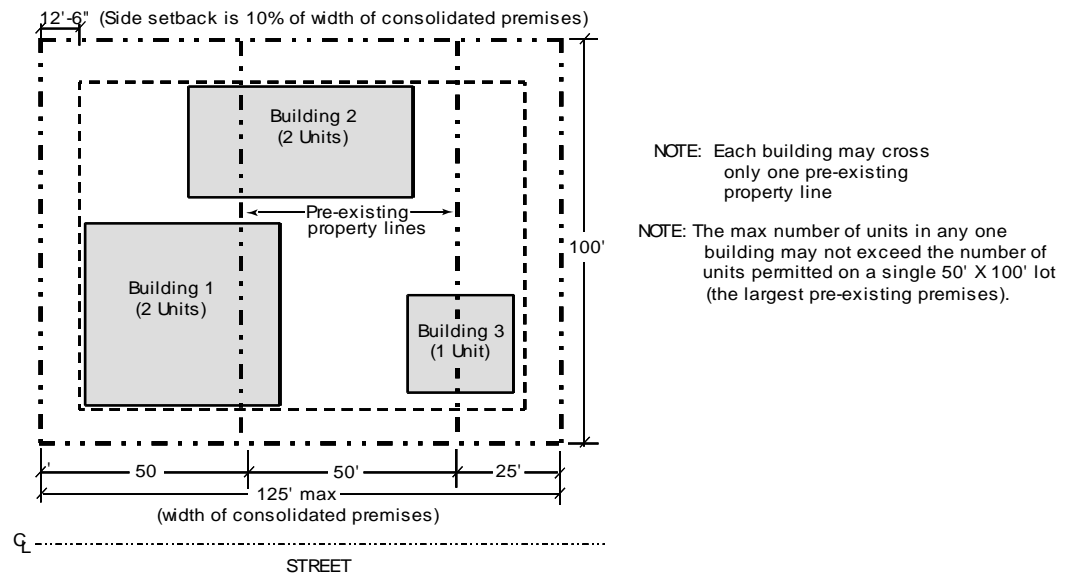 12'-6" (Side setback is 10% of width of consolidated premises)
Building 2
(2 Units)
Pre-existing
property lines
Building 1
(2 Units)
Building 3
(1 Unit)
100'
NOTE: Each building may cross
only one pre-existing
property line
NOTE: The max number of units in any one
building may not exceed the number of
units permitted on a single 50' X 100' lot
(the largest pre-existing premises).
' 50 50' 25'
125' max
(width of consolidated premises)
CL
STREET